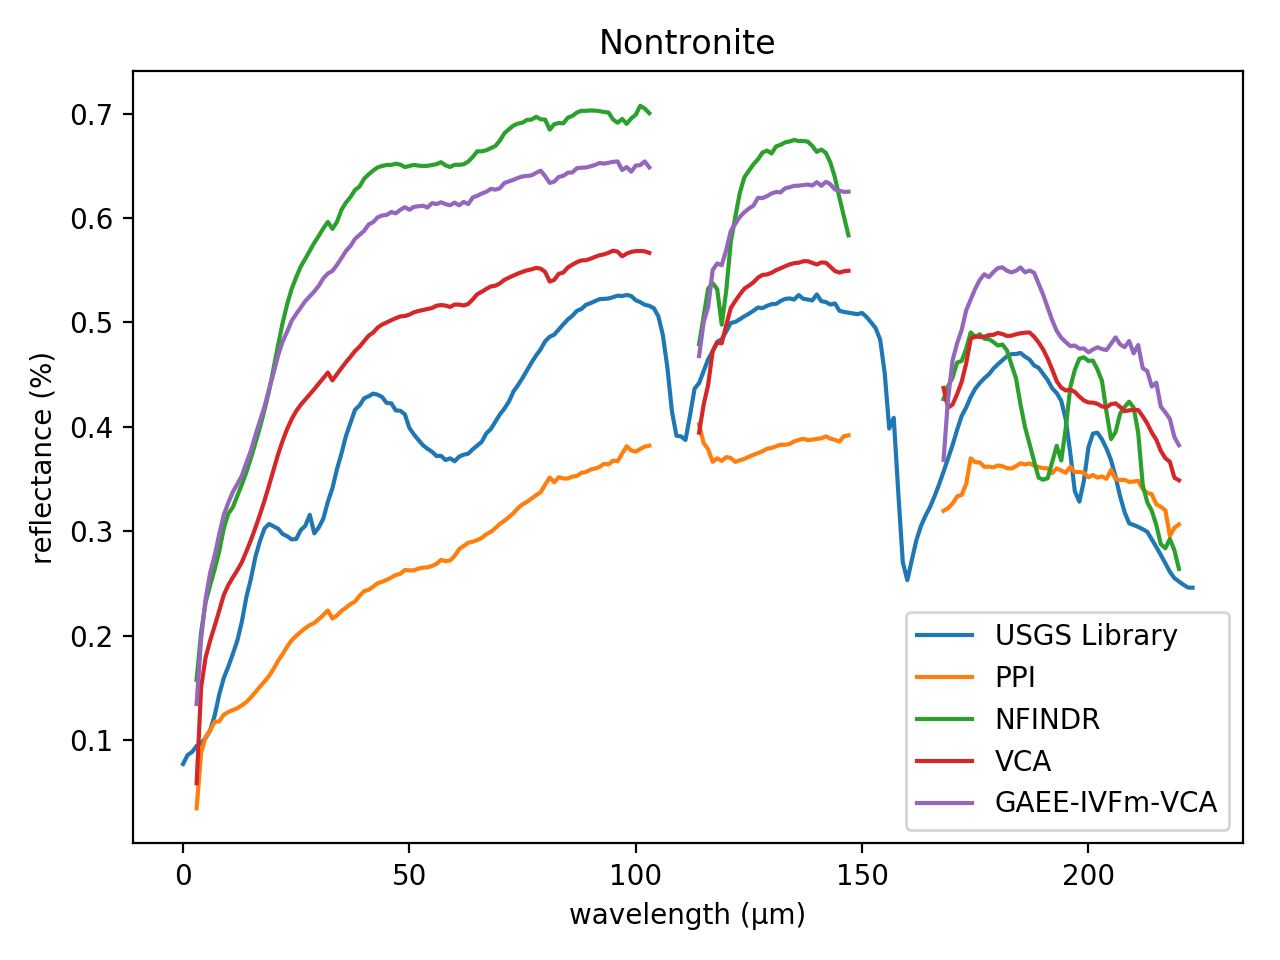 Nontronite
reflectance (%)
0.7
0.6
0.5
0.4
0.3
0.2
0.1
0
50
100
150
200
wavelength (μm)
USGS Library
PPI
NFINDR
VCA
GAEE-IVFm-VCA